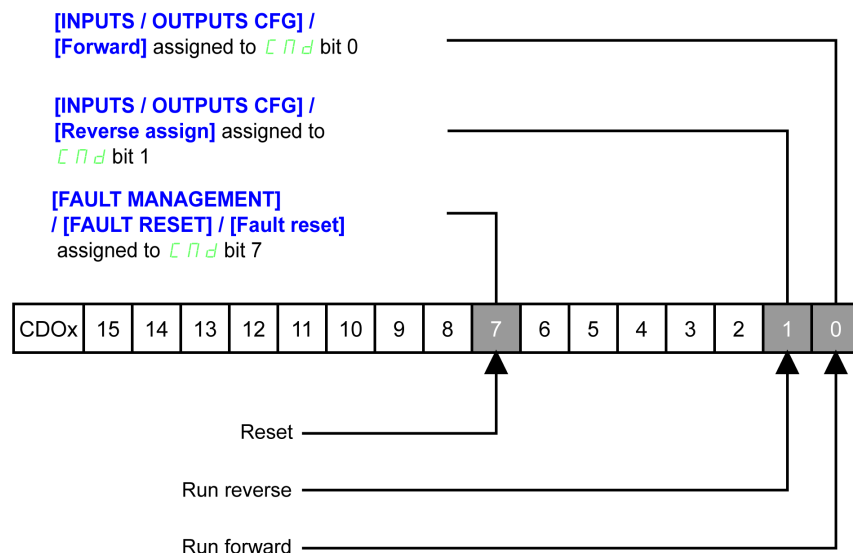 [INPUTS / OUTPUTS CFG] /
[Forward] assigned to CMd bit 0
[INPUTS / OUTPUTS CFG] /
[Reverse assign] assigned to
CMd bit 1
[FAULT MANAGEMENT]
/ [FAULT RESET] / [Fault reset]
assigned to CMd bit 7
CDOx 15 14 13 12 11 10 9 8 7 6 5 4 3 2 1 0
Reset
Run reverse
Run forward